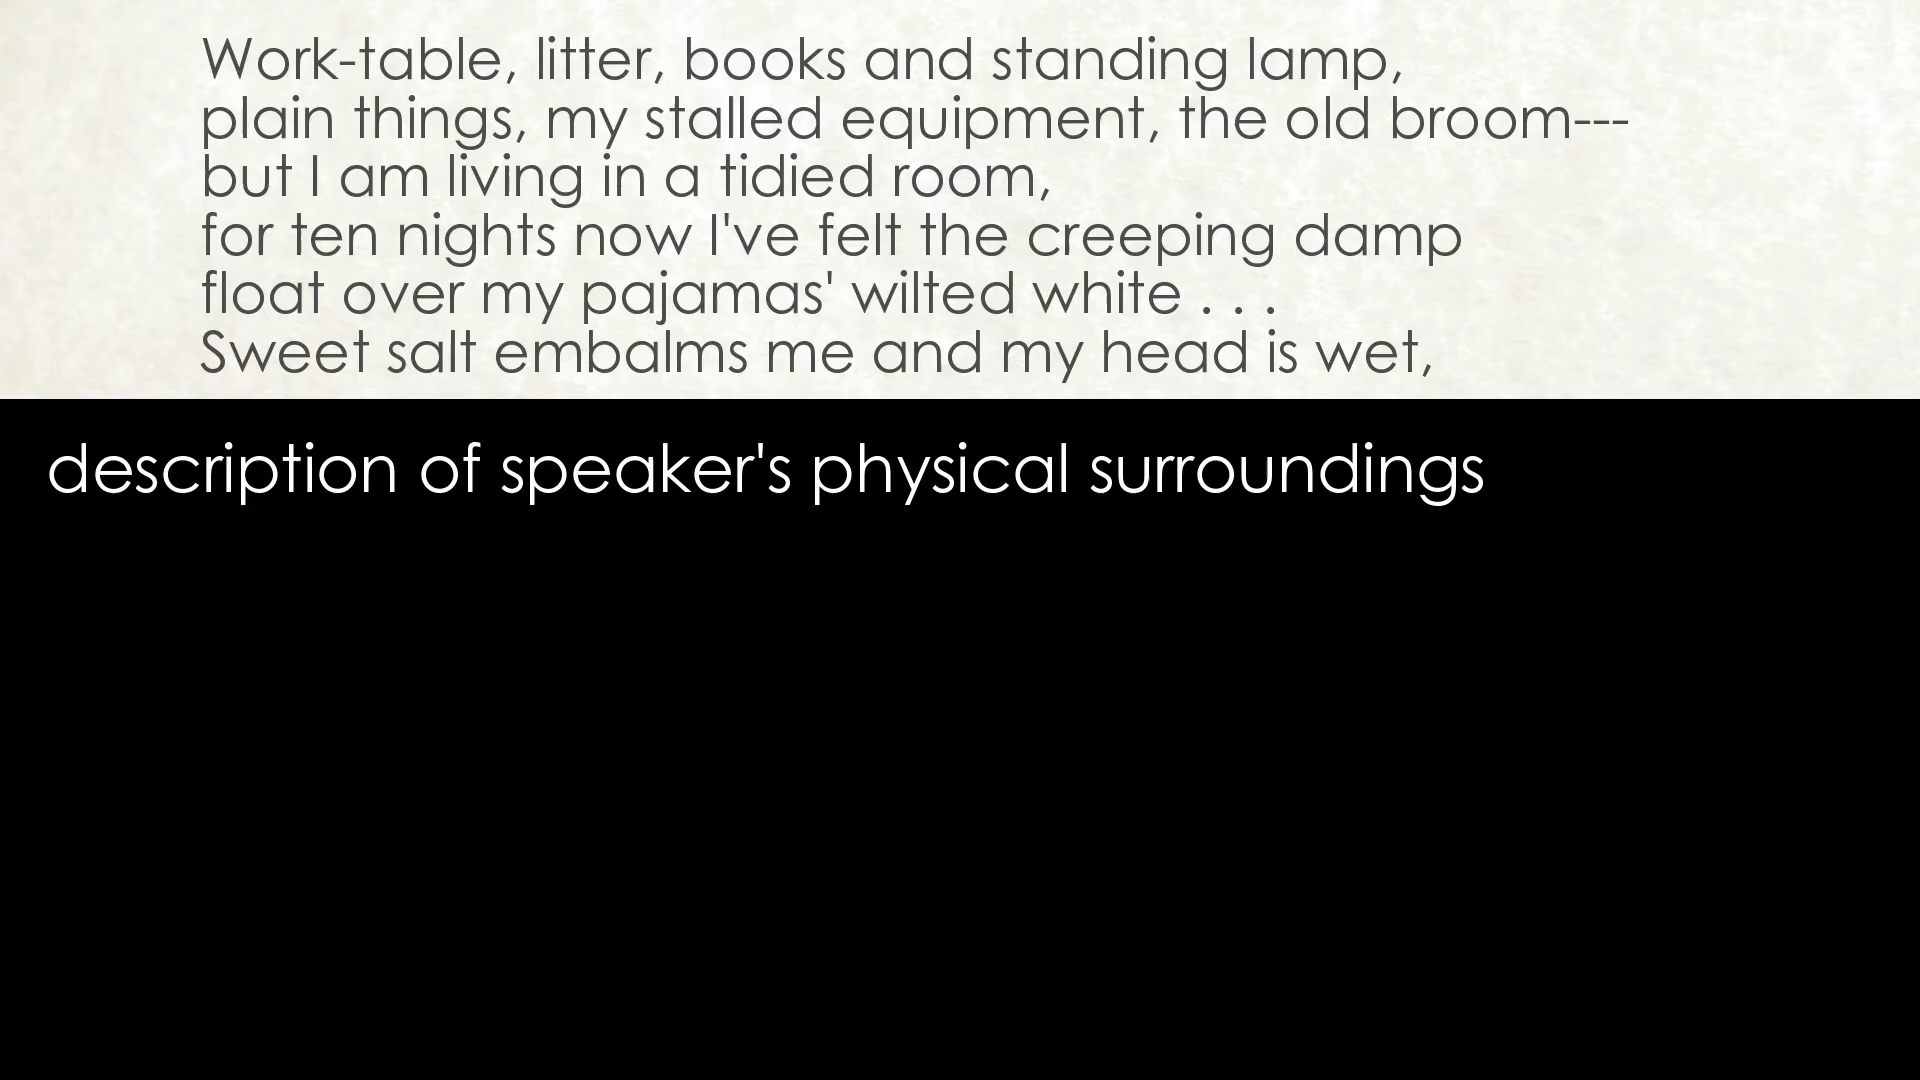 Work-table, litter, books and standing lamp,
plain things, my stalled equipment, the old broom---
but I am living in a tidied room,
for ten nights now I've felt the creeping damp
float over my pajamas' wilted white . . .
Sweet salt embalms me and my head is wet,
description of speaker's physical surroundings